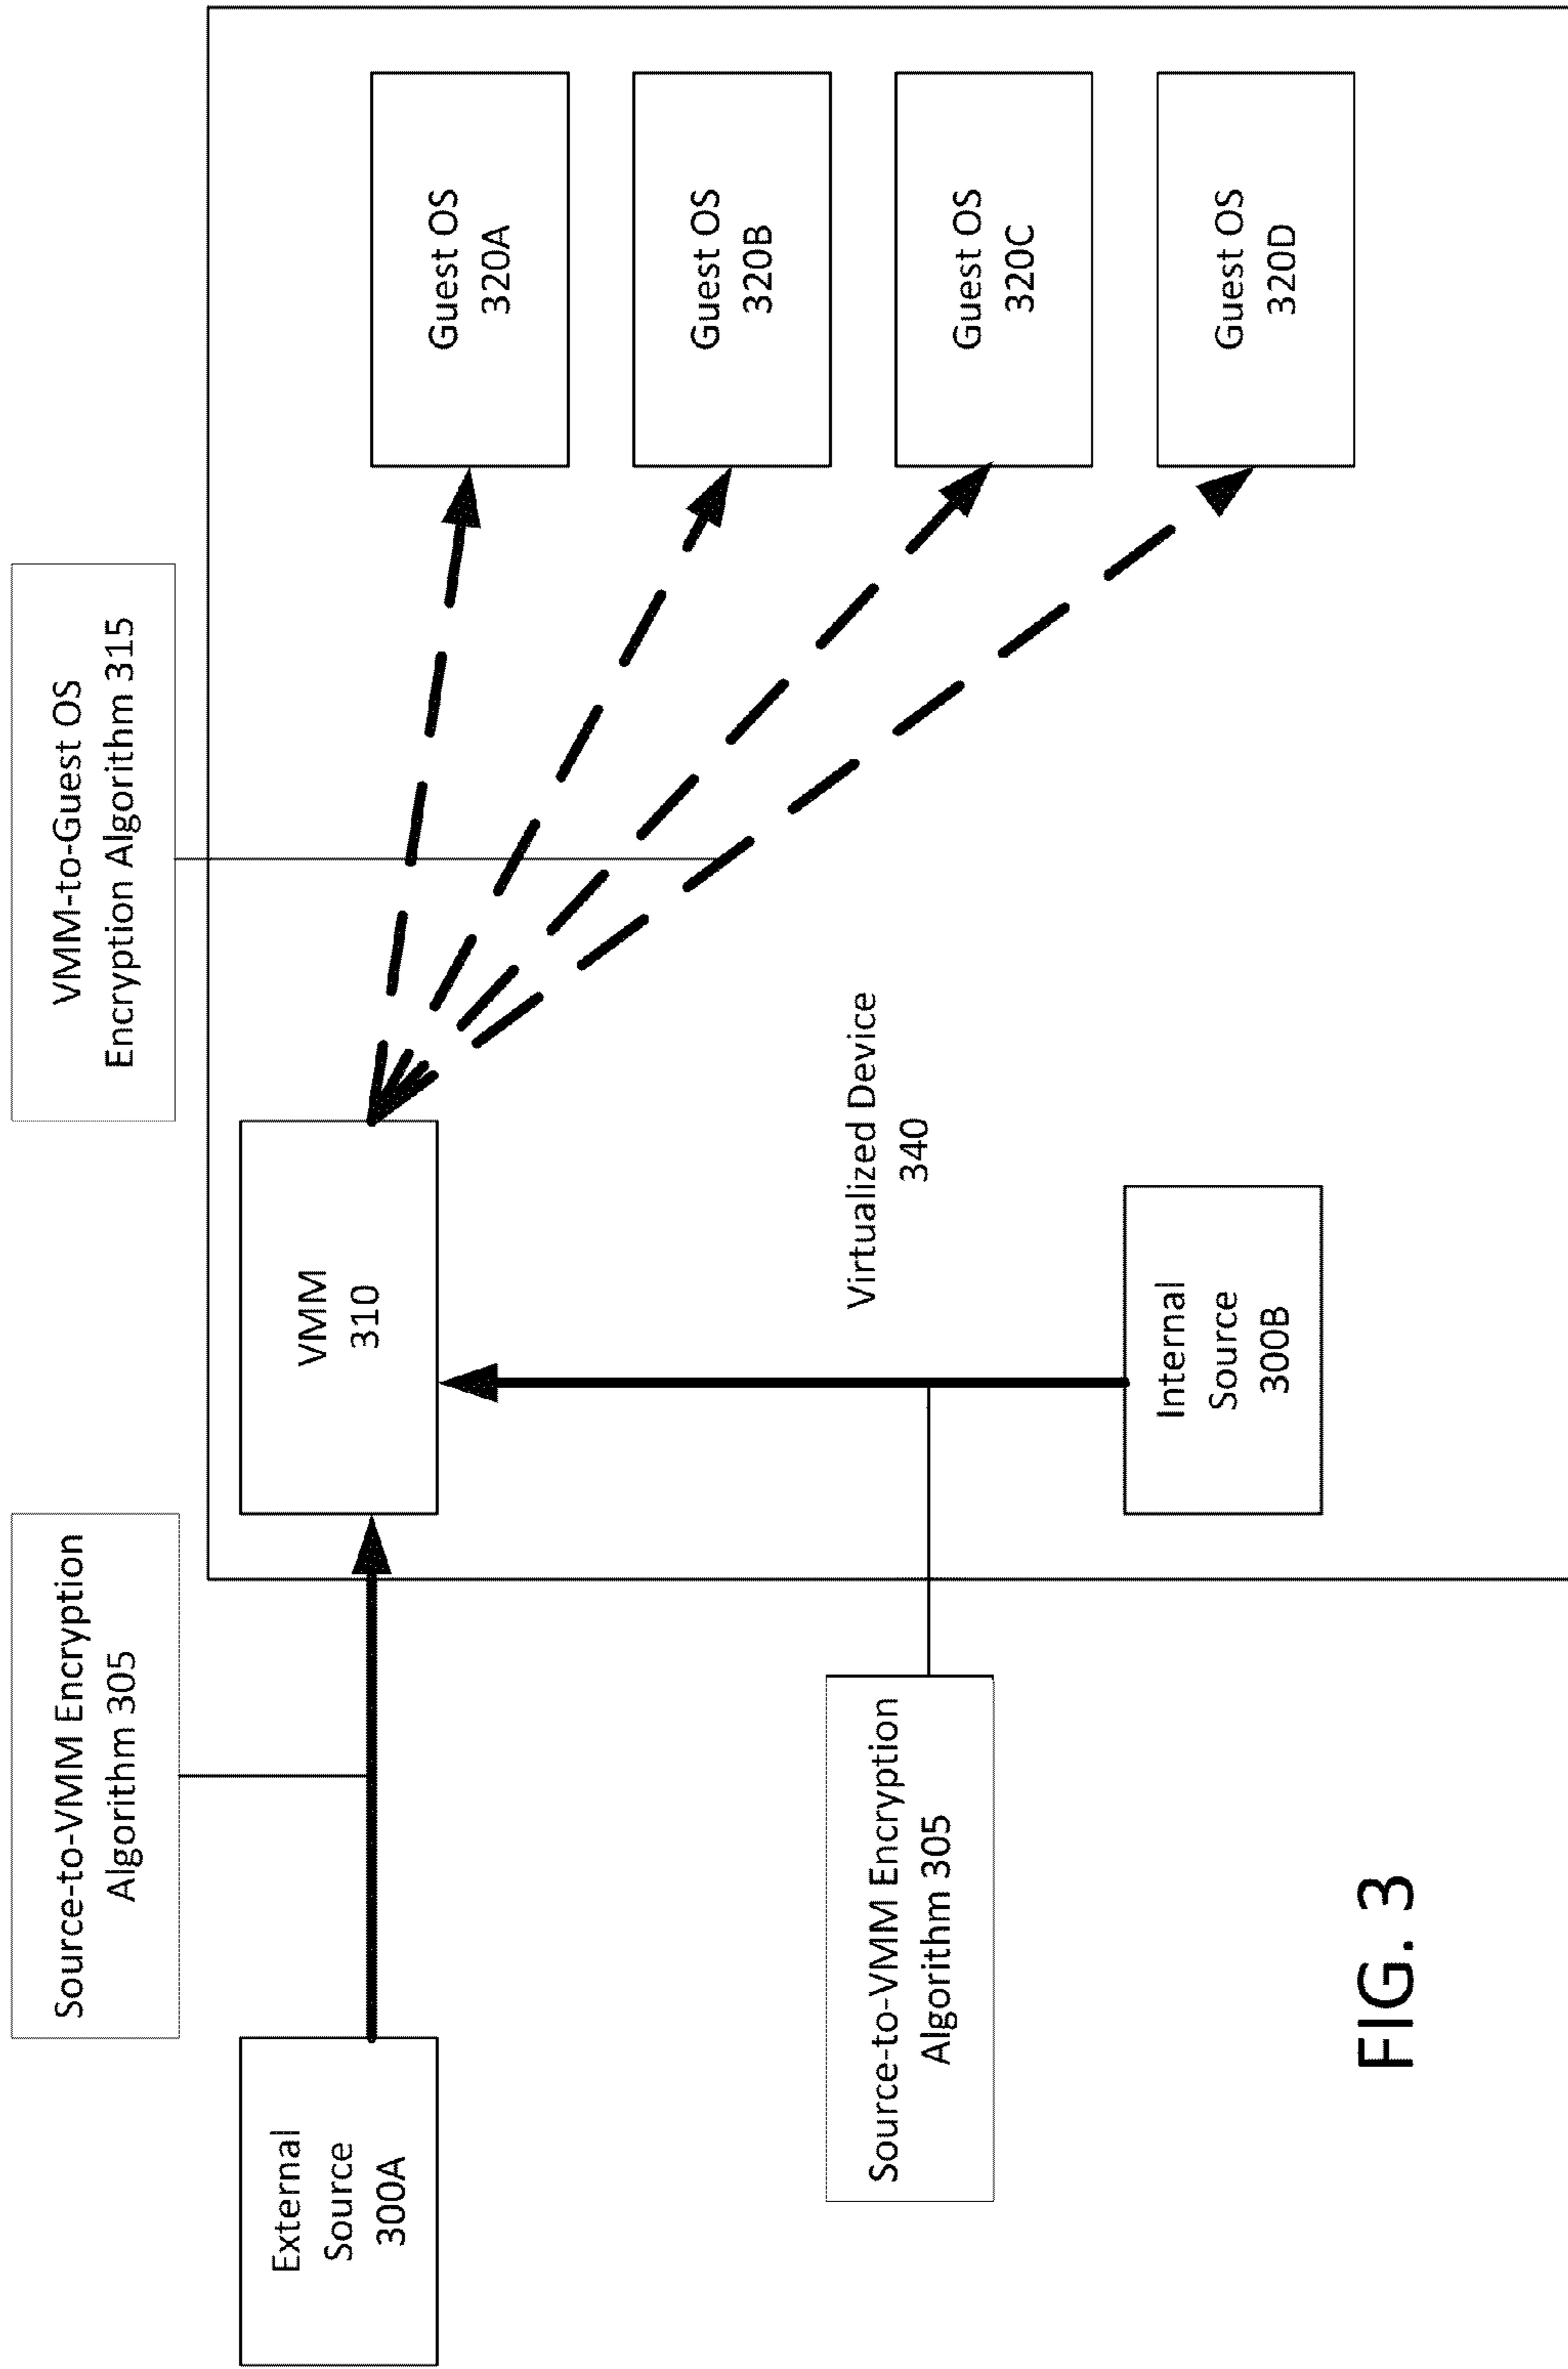 Source-to-VMM Encryption
Algorithm 305
VMM-to-Guest OS
Encryption Algorithm 315
External
Source
300A
VMM
310
Guest OS
320A
Guest OS
320B
Guest OS
320C
Guest OS
320D
Virtualized Device
340
Source-to-VMM Encryption
Algorithm 305
Internal
Source
300B
FIG. 3